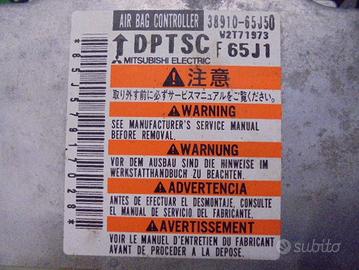 AIR BAG CONTROLLER 38910-65J50
W2T71973
DPTSC F 65J1
MITSUBISHI ELECTRIC
注意
取り外す前に必ずサービスマニュアルをご覧ください。
WARNING
SEE MANUFACTURER'S SERVICE MANUAL
BEFORE REMOVAL.
WARNUNG
VOR DEM AUSBAU SIND DIE HINWEISE IM
WERKSTATTHANDBUCH ZU BEACHTEN.
ADVERTENCIA
ANTES DE EFECTUAR EL DESMONTAJE, CONSULTE
EL MANUAL DE SERVICIO DEL FABRICANTE.
AVERTISSEMENT
VOIR LE MANUEL D'ENTRETIEN DU FABRICANT
AVANT DE PROCEDER A LA DEPOSE.
*65J5791702B*
subito